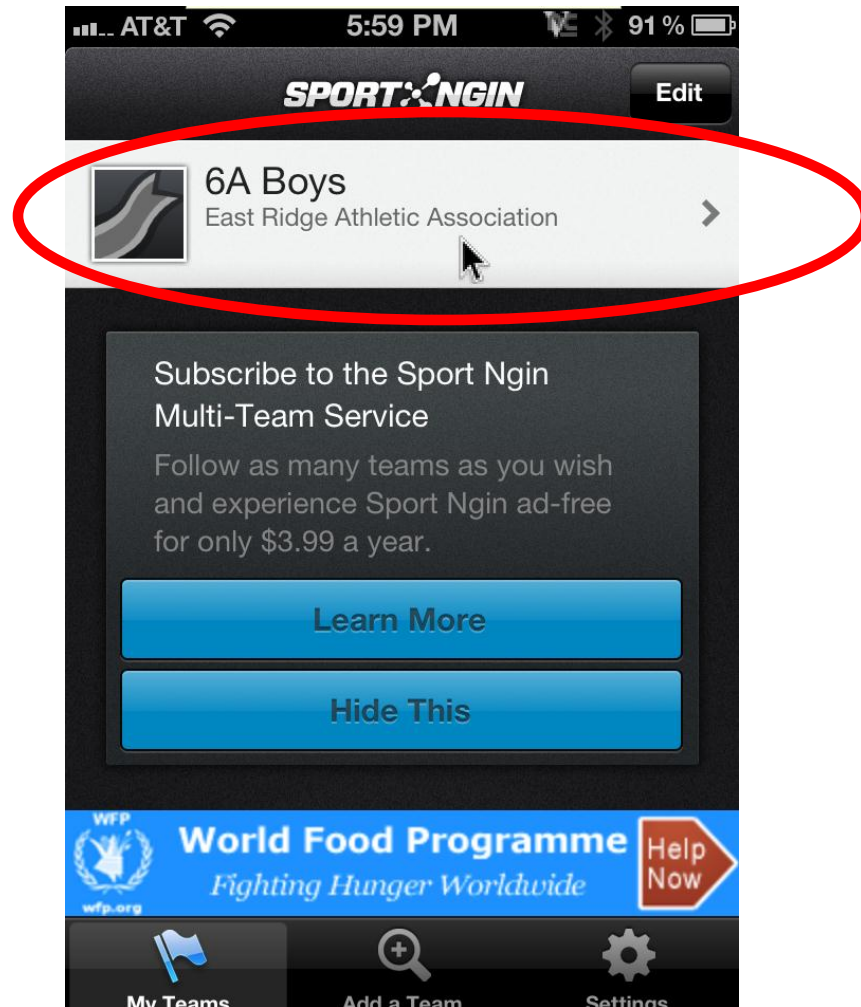 AT&T 5:59 PM 91%
SPORT NGIN Edit
6A Boys
East Ridge Athletic Association
Subscribe to the Sport Ngin
Multi-Team Service
Follow as many teams as you wish
and experience Sport Ngin ad-free
for only $3.99 a year.
Learn More
Hide This
WFP
wfp.org
World Food Programme
Fighting Hunger Worldwide
Help
Now
My Teams Add a Team Settings